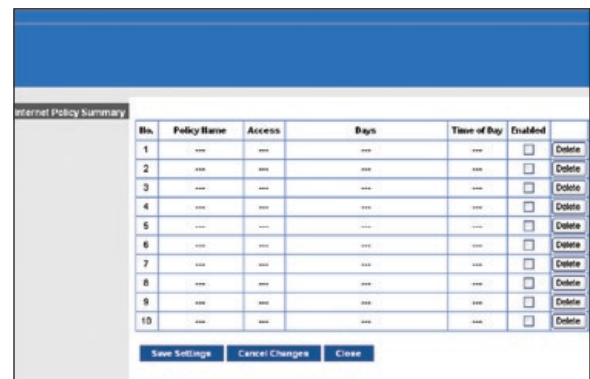 Internet Policy Summary
No. Policy Name Access Days Time of Day Enabled
1 --- --- --- --- Delete
2 --- --- --- --- Delete
3 --- --- --- --- Delete
4 --- --- --- --- Delete
5 --- --- --- --- Delete
6 --- --- --- --- Delete
7 --- --- --- --- Delete
8 --- --- --- --- Delete
9 --- --- --- --- Delete
10 --- --- --- --- Delete
Save Settings Cancel Changes Close